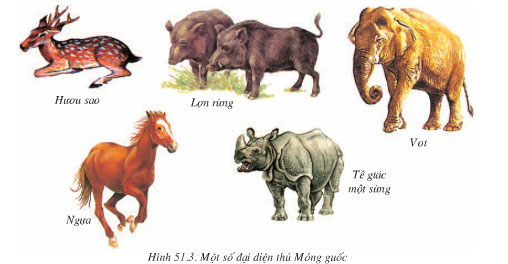 Hươu sao
Lợn rừng
Voi
Ngựa
Tê giác
một sừng
Hình 51.3. Một số đại diện thú Móng guốc